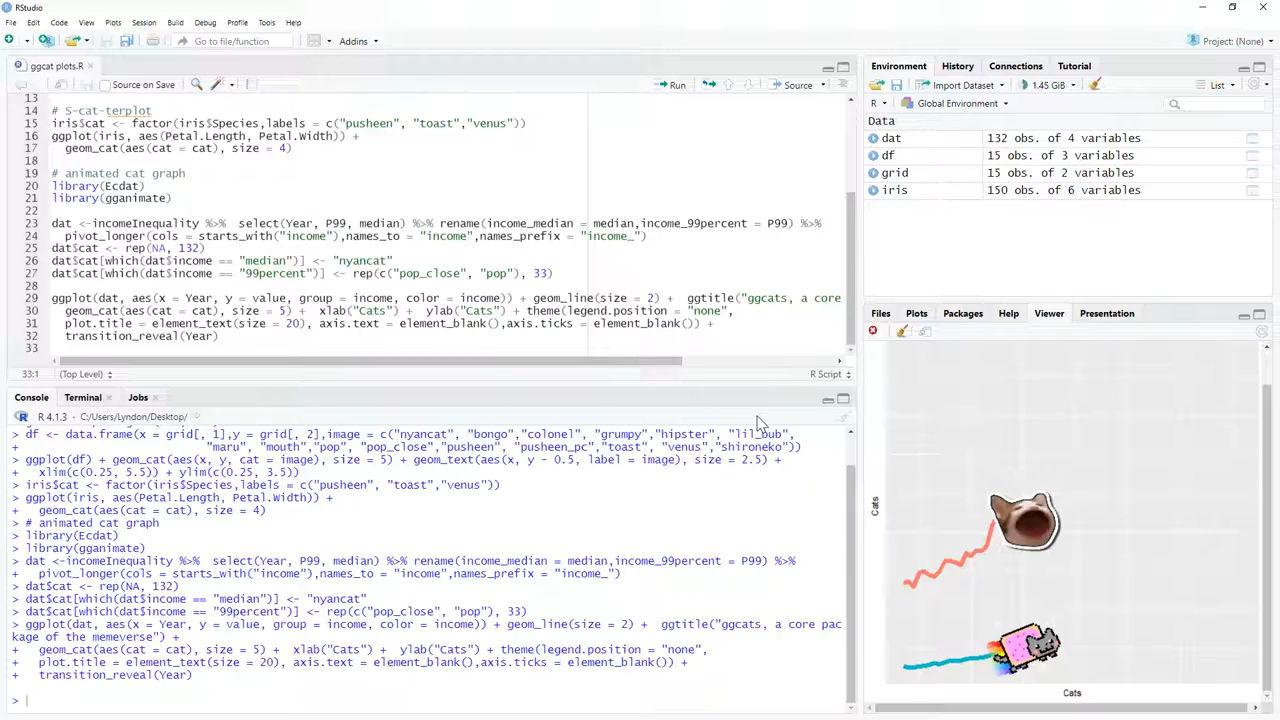 RStudio
File Edit Code View Plots Session Build Debug Profile Tools Help
Go to file/function
Addins
Project: (None)
ggcat plots.R
Source on Save
Run
Source
13
14 # S-cat-terplot
15 iris$cat <- factor(iris$Species,labels = c("pusheen", "toast","venus"))
16 ggplot(iris, aes(Petal.Length, Petal.Width)) +
17 geom_cat(aes(cat = cat), size = 4)
18
19 # animated cat graph
20 library(Ecdat)
21 library(gganimate)
22
23 dat <-incomeInequality %>% select(Year, P99, median) %>% rename(income_median = median,income_99percent = P99) %>%
24 pivot_longer(cols = starts_with("income"),names_to = "income",names_prefix = "income_")
25 dat$cat <- rep(NA, 132)
26 dat$cat[which(dat$income == "median")] <- "nyancat"
27 dat$cat[which(dat$income == "99percent")] <- rep(c("pop_close", "pop"), 33)
28
29 ggplot(dat, aes(x = Year, y = value, group = income, color = income)) + geom_line(size = 2) + ggtitle("ggcats, a core
30 geom_cat(aes(cat = cat), size = 5) + xlab("Cats") + ylab("Cats") + theme(legend.position = "none",
31 plot.title = element_text(size = 20), axis.text = element_blank(),axis.ticks = element_blank()) +
32 transition_reveal(Year)
33
33:1 (Top Level) R Script
Console Terminal Jobs
R 4.1.3 · C:/Users/Lyndon/Desktop/
> df <- data.frame(x = grid[, 1],y = grid[, 2],image = c("nyancat", "bongo","colonel", "grumpy","hipster", "lil_bub",
+ "maru", "mouth","pop", "pop_close","pusheen", "pusheen_pc","toast", "venus","shironeko"))
> ggplot(df) + geom_cat(aes(x, y, cat = image), size = 5) + geom_text(aes(x, y - 0.5, label = image), size = 2.5) +
+ xlim(c(0.25, 5.5)) + ylim(c(0.25, 3.5))
> iris$cat <- factor(iris$Species,labels = c("pusheen", "toast","venus"))
> ggplot(iris, aes(Petal.Length, Petal.Width)) +
+ geom_cat(aes(cat = cat), size = 4)
> # animated cat graph
> library(Ecdat)
> library(gganimate)
> dat <-incomeInequality %>% select(Year, P99, median) %>% rename(income_median = median,income_99percent = P99) %>%
+ pivot_longer(cols = starts_with("income"),names_to = "income",names_prefix = "income_")
> dat$cat <- rep(NA, 132)
> dat$cat[which(dat$income == "median")] <- "nyancat"
> dat$cat[which(dat$income == "99percent")] <- rep(c("pop_close", "pop"), 33)
> ggplot(dat, aes(x = Year, y = value, group = income, color = income)) + geom_line(size = 2) + ggtitle("ggcats, a core pac
kage of the memeverse") +
+ geom_cat(aes(cat = cat), size = 5) + xlab("Cats") + ylab("Cats") + theme(legend.position = "none",
+ plot.title = element_text(size = 20), axis.text = element_blank(),axis.ticks = element_blank()) +
+ transition_reveal(Year)
>
Environment History Connections Tutorial
Import Dataset 1.45 GiB List
R Global Environment
Data
dat 132 obs. of 4 variables
df 15 obs. of 3 variables
grid 15 obs. of 2 variables
iris 150 obs. of 6 variables
Files Plots Packages Help Viewer Presentation
Cats
Cats